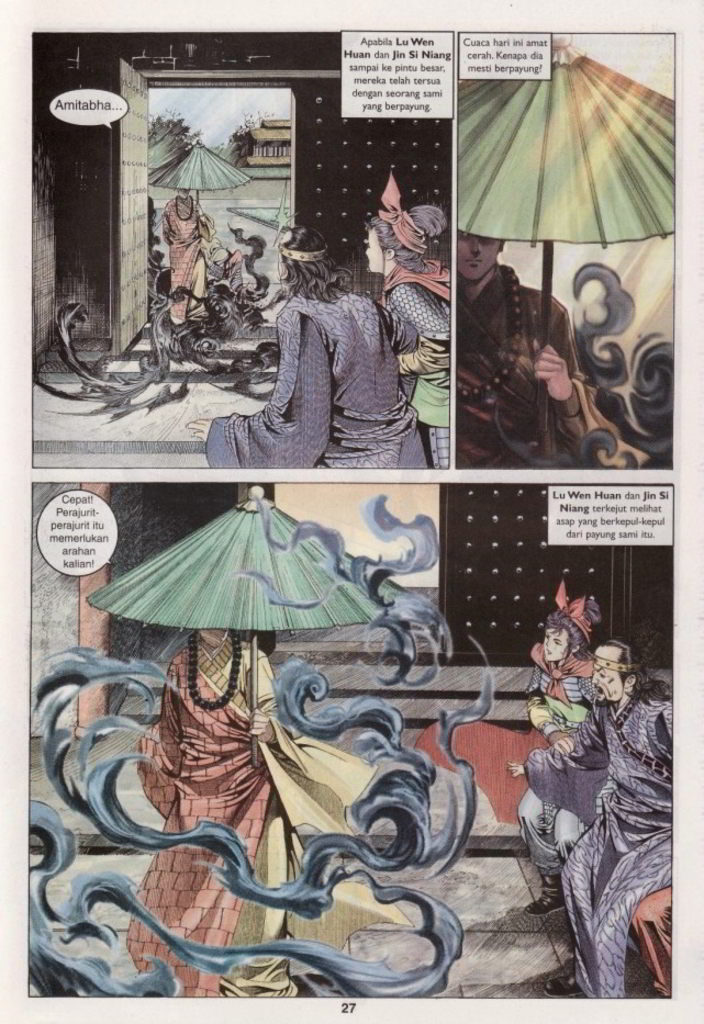 Amitabha...
Apabila Lu Wen
Huan dan Jin Si Niang
sampai ke pintu besar,
mereka telah tersua
dengan seorang sami
yang berpayung.
Cuaca hari ini amat
cerah. Kenapa dia
mesti berpayung?
Cepat!
Perajurit-
perajurit itu
memerlukan
arahan
kalian!
Lu Wen Huan dan Jin Si
Niang terkejut melihat
asap yang berkepul-kepul
dari payung sami itu.
27